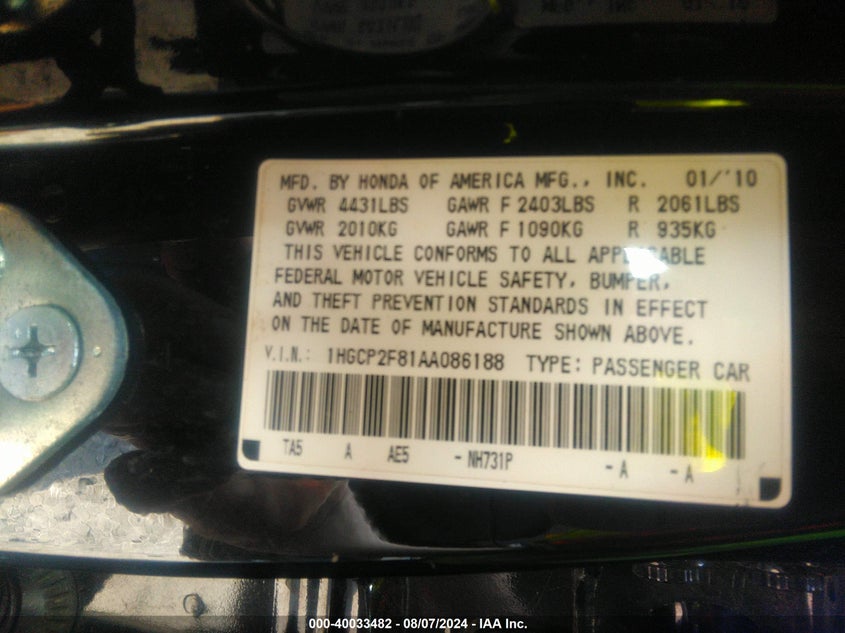 MFD. BY HONDA OF AMERICA MFG., INC. 01/'10
GVWR 4431LBS GAWR F 2403LBS R 2061LBS
GVWR 2010KG GAWR F 1090KG R 935KG
THIS VEHICLE CONFORMS TO ALL APPLICABLE
FEDERAL MOTOR VEHICLE SAFETY, BUMPER,
AND THEFT PREVENTION STANDARDS IN EFFECT
ON THE DATE OF MANUFACTURE SHOWN ABOVE.
V.I.N.: 1HGCP2F81AA086188 TYPE: PASSENGER CAR
TA5 A AE5 -NH731P -A -A
000-40033482 - 08/07/2024 - IAA Inc.